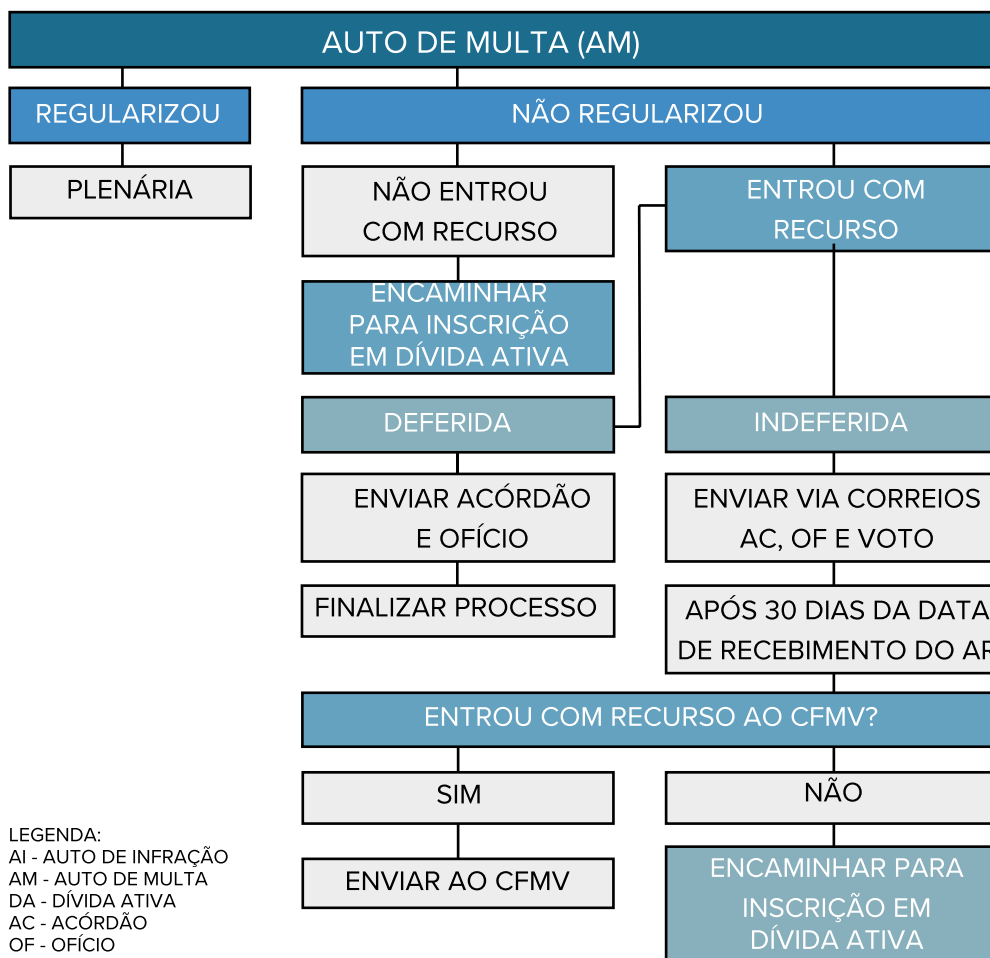 AUTO DE MULTA (AM)
REGULARIZOU
NÃO REGULARIZOU
PLENÁRIA
NÃO ENTROU
COM RECURSO
ENTROU COM
RECURSO
ENCAMINHAR
PARA INSCRIÇÃO
EM DÍVIDA ATIVA
DEFERIDA
INDEFERIDA
ENVIAR ACÓRDÃO
E OFÍCIO
ENVIAR VIA CORREIOS
AC, OF E VOTO
FINALIZAR PROCESSO
APÓS 30 DIAS DA DATA
DE RECEBIMENTO DO AR
ENTROU COM RECURSO AO CFMV?
SIM
NÃO
ENVIAR AO CFMV
ENCAMINHAR PARA
INSCRIÇÃO EM
DÍVIDA ATIVA
LEGENDA:
AI - AUTO DE INFRAÇÃO
AM - AUTO DE MULTA
DA - DÍVIDA ATIVA
AC - ACÓRDÃO
OF - OFÍCIO